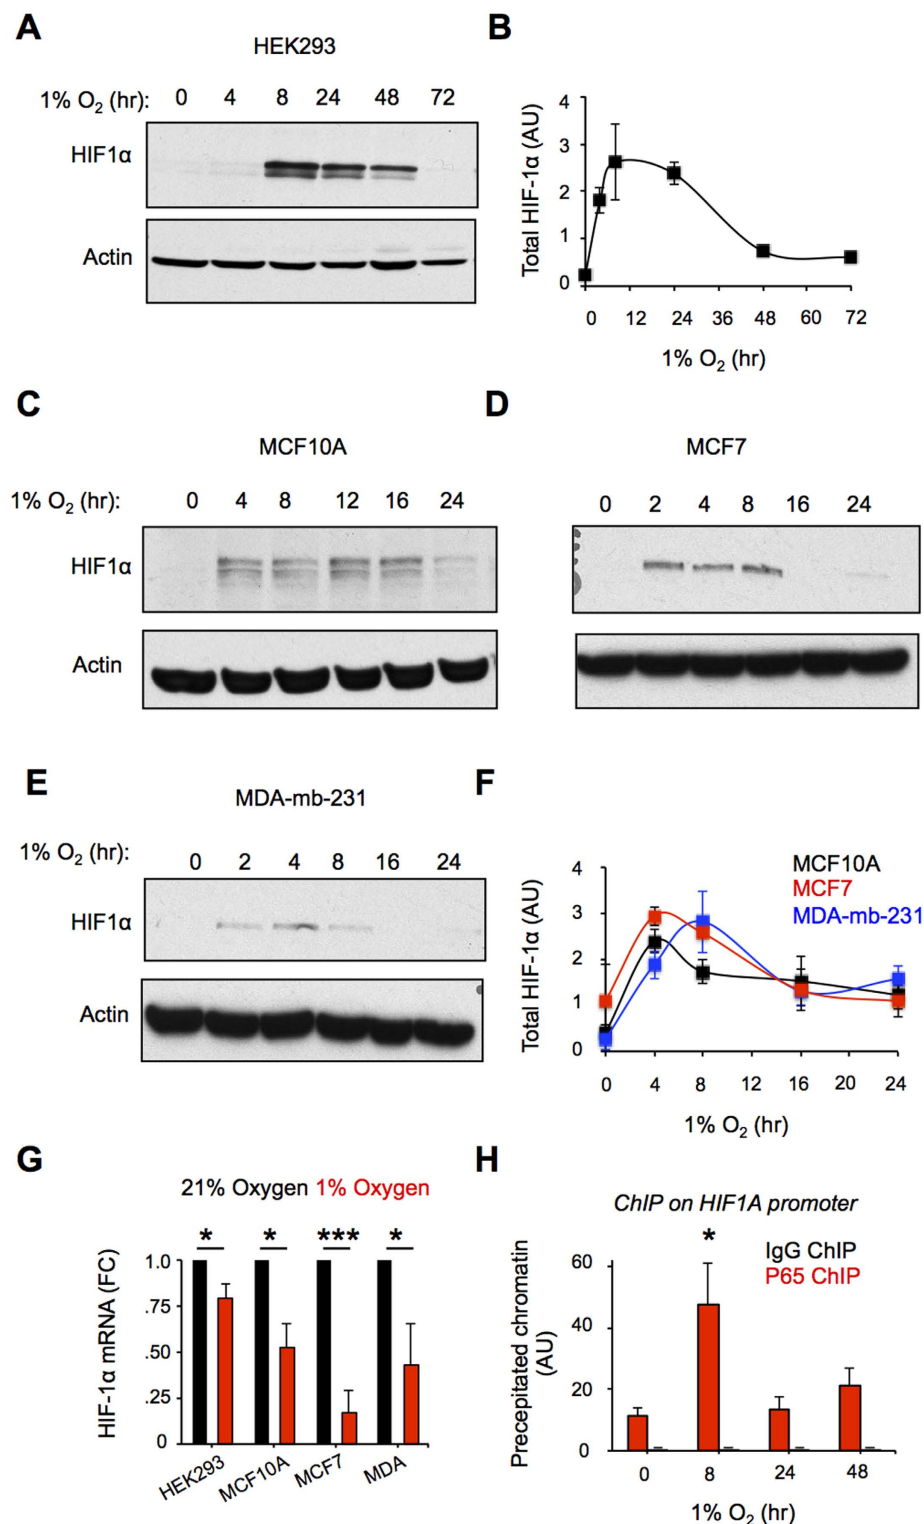 A
HEK293
1% O2 (hr): 0 4 8 24 48 72
HIF1α
Actin
B
Total HIF-1α (AU)
4
3
2
1
0
0 12 24 36 48 60 72
1% O2 (hr)
C
MCF10A
1% O2 (hr): 0 4 8 12 16 24
HIF1α
Actin
D
MCF7
0 2 4 8 16 24
E
MDA-mb-231
1% O2 (hr): 0 2 4 8 16 24
HIF1α
Actin
F
MCF10A
MCF7
MDA-mb-231
Total HIF-1α (AU)
4
3
2
1
0
0 4 8 12 16 20 24
1% O2 (hr)
G
21% Oxygen 1% Oxygen
* * *** *
HIF-1α mRNA (FC)
1.0
.75
.50
.25
0
HEK293 MCF10A MCF7 MDA
H
ChIP on HIF1A promoter
*
IgG ChIP
P65 ChIP
Precepitated chromatin
(AU)
60
40
20
0
0 8 24 48
1% O2 (hr)